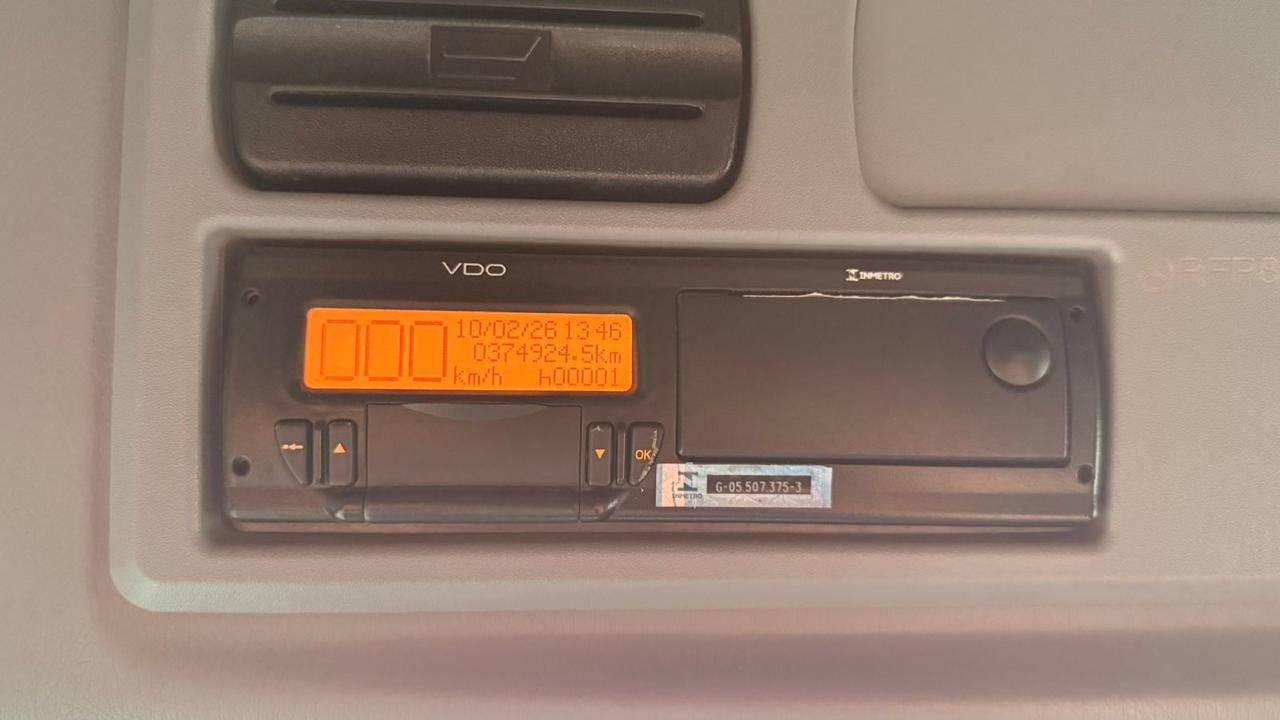 VDO
INMETRO
000
10/02/26 13 46
0374924.5km
km/h h00001
OK
INMETRO
G-05.507.375-3